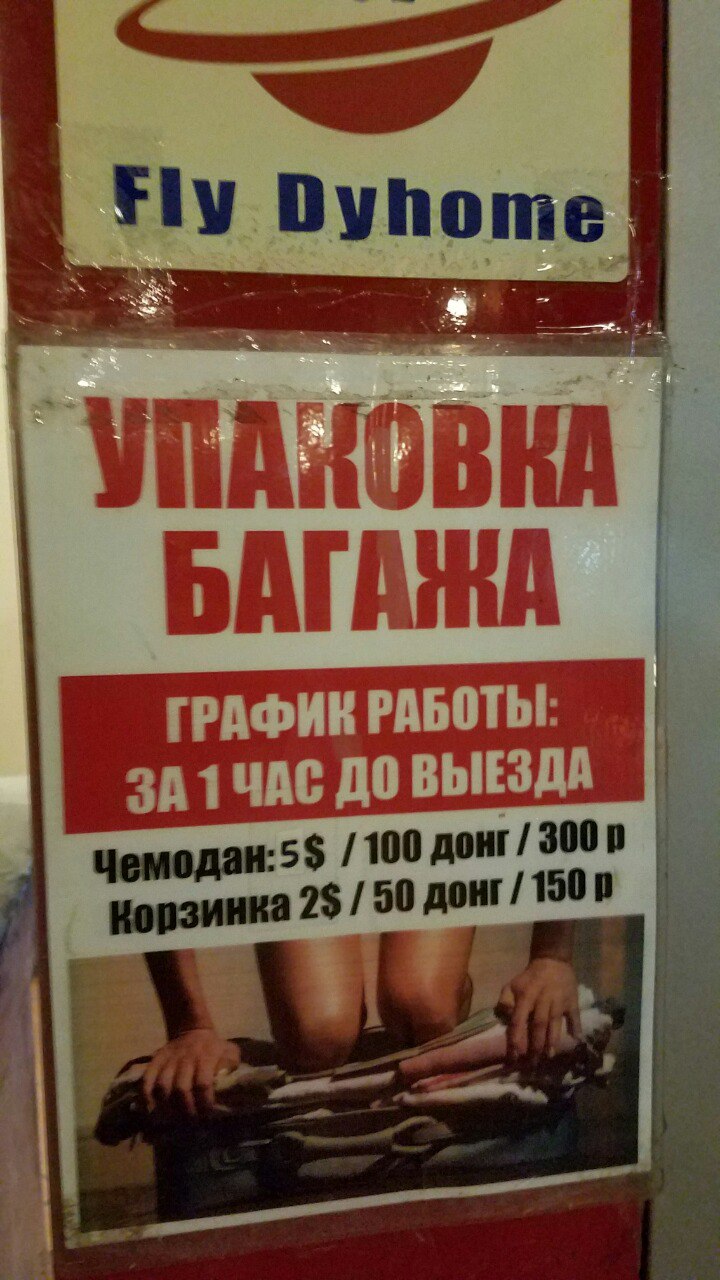 Fly Dyhome
УПАКОВКА
БАГАЖА
ГРАФИК РАБОТЫ:
ЗА 1 ЧАС ДО ВЫЕЗДА
Чемодан: 5$ / 100 донг / 300 р
Корзинка 2$ / 50 донг / 150 р